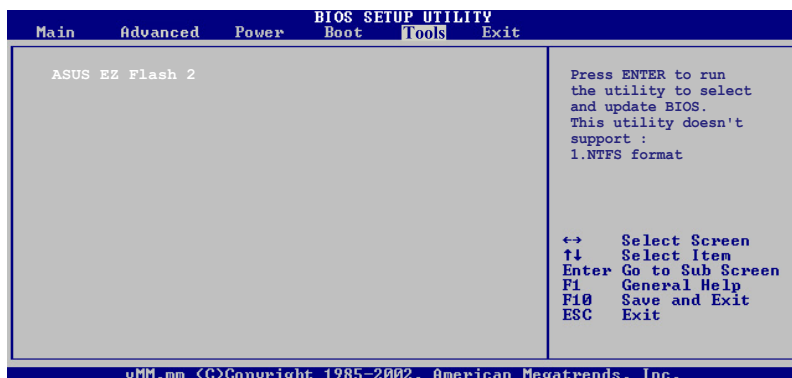 BIOS SETUP UTILITY
Main Advanced Power Boot Tools Exit
ASUS EZ Flash 2
Press ENTER to run
the utility to select
and update BIOS.
This utility doesn't
support :
1.NTFS format
←→ Select Screen
↑↓ Select Item
Enter Go to Sub Screen
F1 General Help
F10 Save and Exit
ESC Exit
vMM.mm (C)Copyright 1985-2002, American Megatrends, Inc.